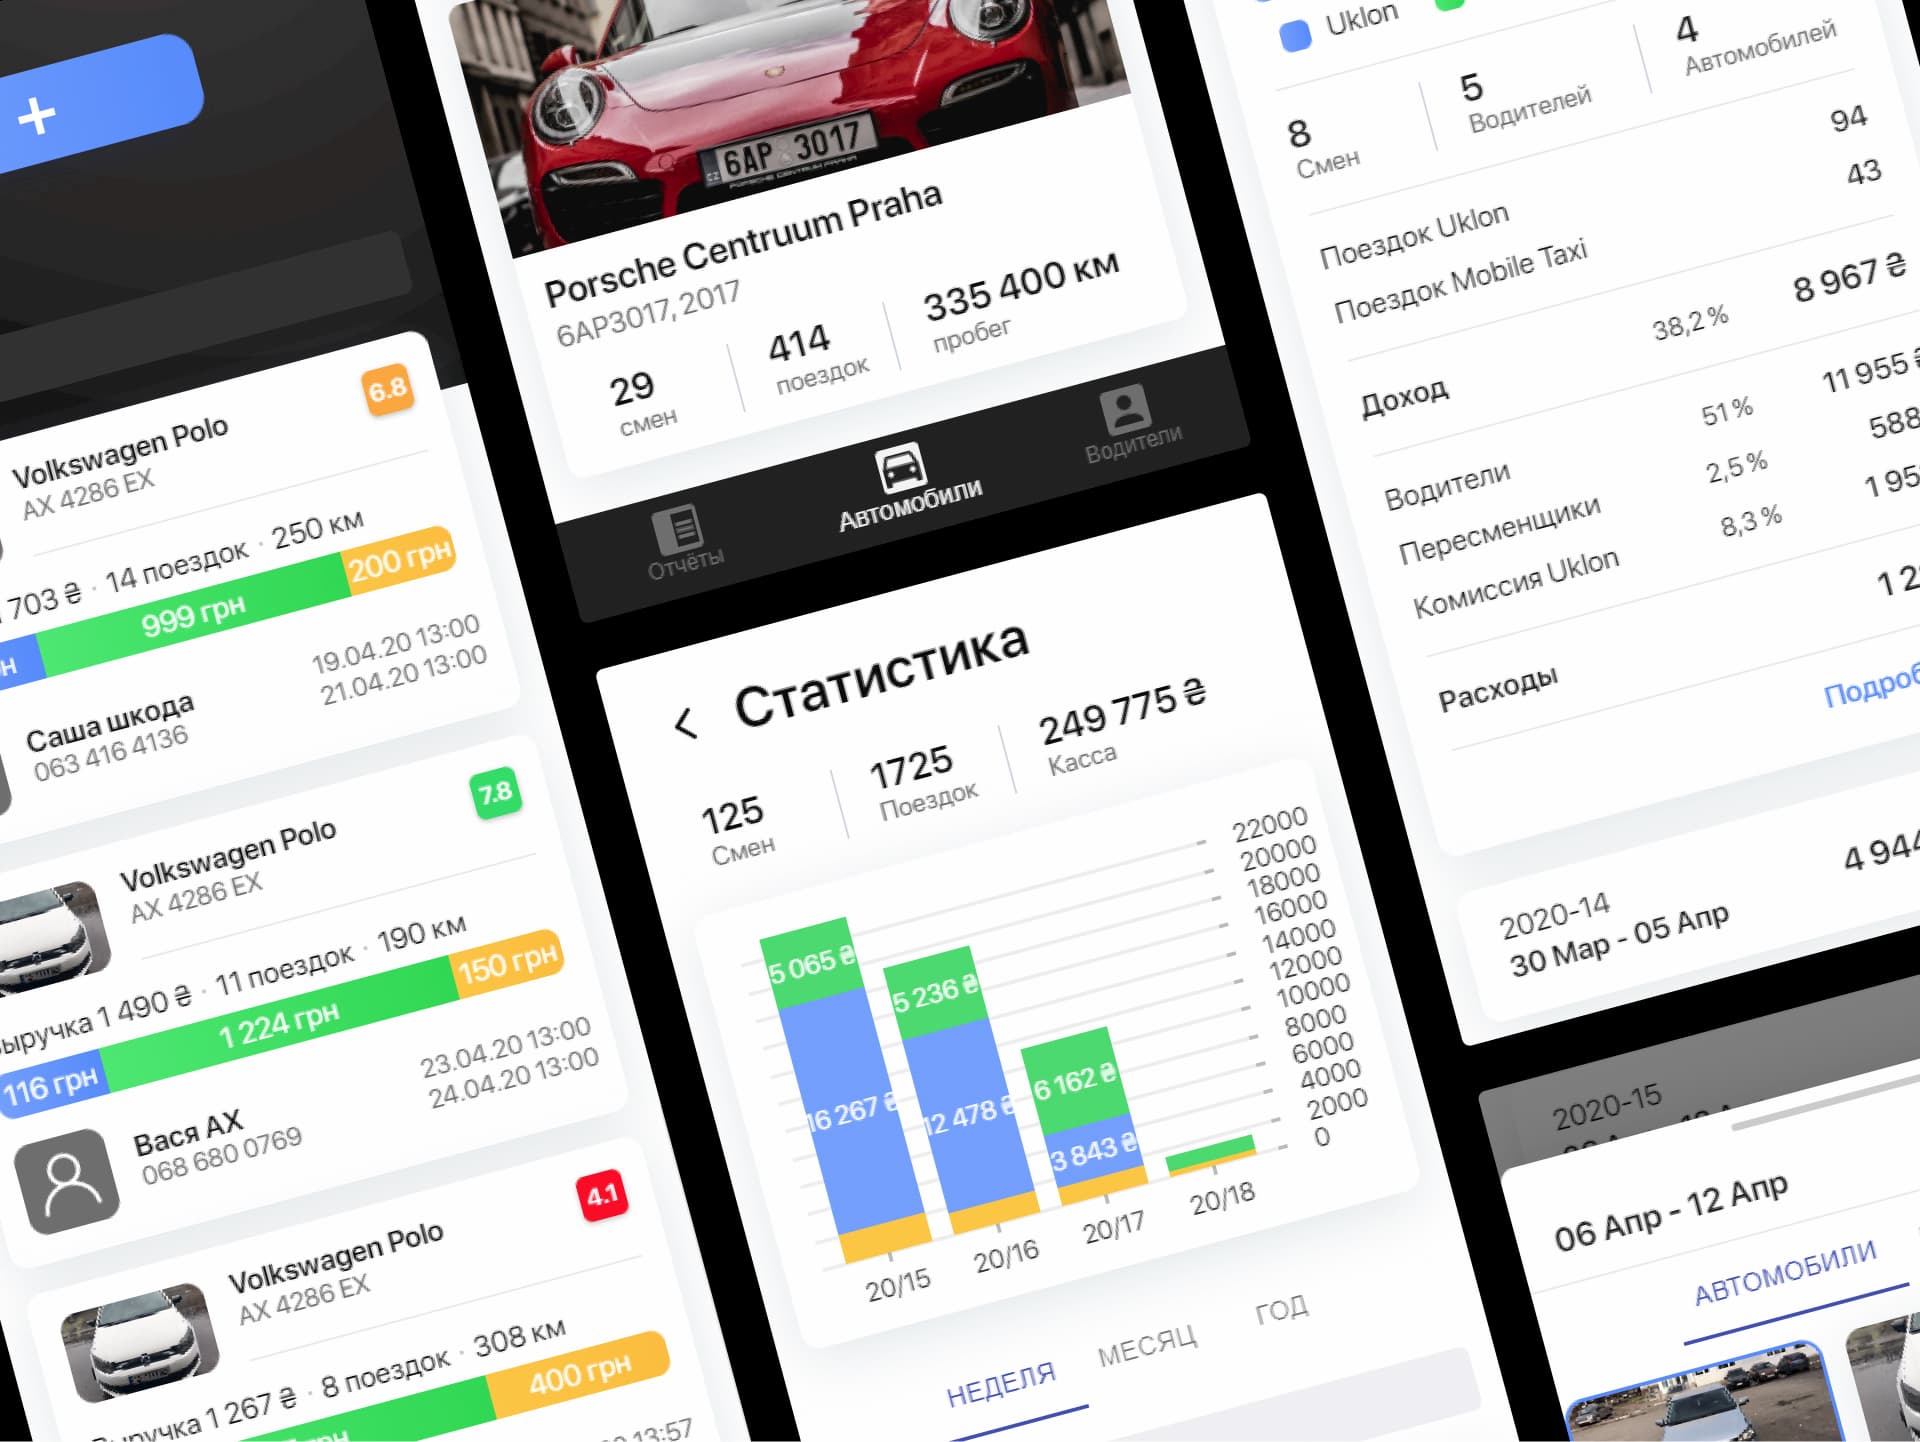 +
6.8
Volkswagen Polo
AX 4286 EX
703 ₴ · 14 поездок · 250 км
999 грн
200 грн
19.04.20 13:00
21.04.20 13:00
Саша шкода
063 416 4136
7.8
Volkswagen Polo
AX 4286 EX
1 490 ₴ · 11 поездок · 190 км
116 грн
1 224 грн
150 грн
23.04.20 13:00
24.04.20 13:00
Вася АХ
068 680 0769
4.1
Volkswagen Polo
AX 4286 EX
1 267 ₴ · 8 поездок · 308 км
400 грн
13:57
6AP 3017
CZ
PORSCHE CENTRUM PRAHA
Porsche Centruum Praha
6AP3017, 2017
29
смен
414
поездок
335 400 км
пробег
Отчёты
Автомобили
Водители
Статистика
125
Смен
1725
Поездок
249 775 ₴
Касса
22000
20000
18000
16000
14000
12000
10000
8000
6000
4000
2000
0
5 065 ₴
16 267 ₴
5 236 ₴
12 478 ₴
6 162 ₴
3 843 ₴
20/15
20/16
20/17
20/18
НЕДЕЛЯ
МЕСЯЦ
ГОД
Uklon
8
Смен
5
Водителей
4
Автомобилей
Поездок Uklon
94
Поездок Mobile Taxi
43
Доход
38,2 %
8 967 ₴
Водители
51 %
11 955 ₴
Пересменщики
2,5 %
588
Комиссия Uklon
8,3 %
1 95
Расходы
1 2
Подроб
2020-14
30 Мар - 05 Апр
4 944
2020-15
06 Апр - 12 Апр
АВТОМОБИЛИ